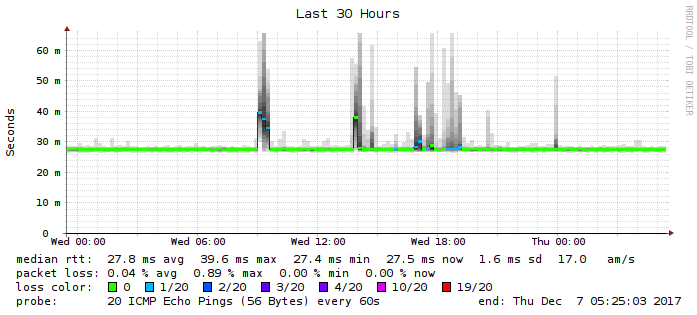 Last 30 Hours
RRDTOOL / TOBI OETIKER
Seconds
60 m
50 m
40 m
30 m
20 m
10 m
0
Wed 00:00 Wed 06:00 Wed 12:00 Wed 18:00 Thu 00:00
median rtt: 27.8 ms avg 39.6 ms max 27.4 ms min 27.5 ms now 1.6 ms sd 17.0 am/s
packet loss: 0.04 % avg 0.89 % max 0.00 % min 0.00 % now
loss color: 0 1/20 2/20 3/20 4/20 10/20 19/20
probe: 20 ICMP Echo Pings (56 Bytes) every 60s end: Thu Dec 7 05:25:03 2017